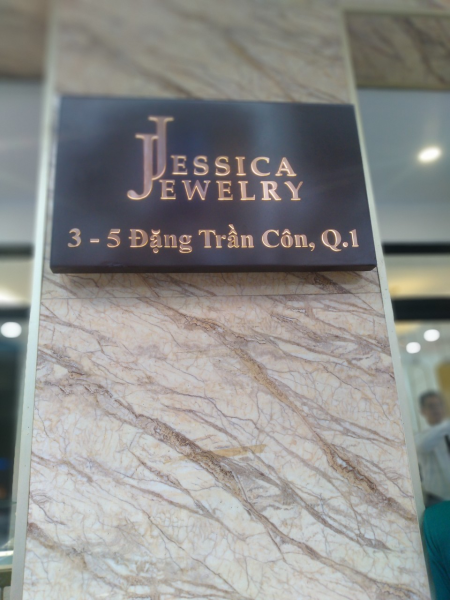 JESSICA
JEWELRY
3 - 5 Đặng Trần Côn, Q.1